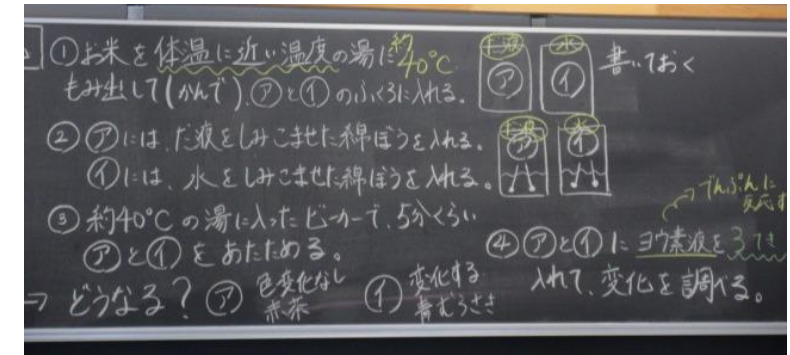 ①お米を体温に近い温度の湯に約40℃
もみ出して(かんで)、㋐と㋑のふくろに入れる。
だ液 水
㋐ ㋑ 書いておく
②㋐には、だ液をしみこませた綿ぼうを入れる。
㋑には、水をしみこませた綿ぼうを入れる。
だ液 水
㋐ ㋑
③約40℃の湯に入ったビーカーで、5分くらい
㋐と㋑をあたためる。
→どうなる?㋐色変化なし
赤茶
㋑変化する
青むらさき
でんぷんに
反応す
④㋐と㋑にヨウ素液を3てき
入れて、変化を調べる。